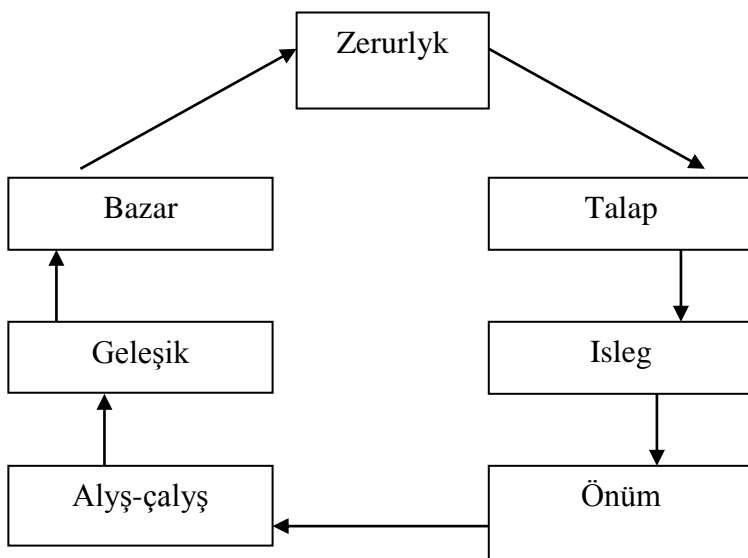 Zerurlyk
Bazar
Talap
Geleşik
Isleg
Alyş-çalyş
Önüm